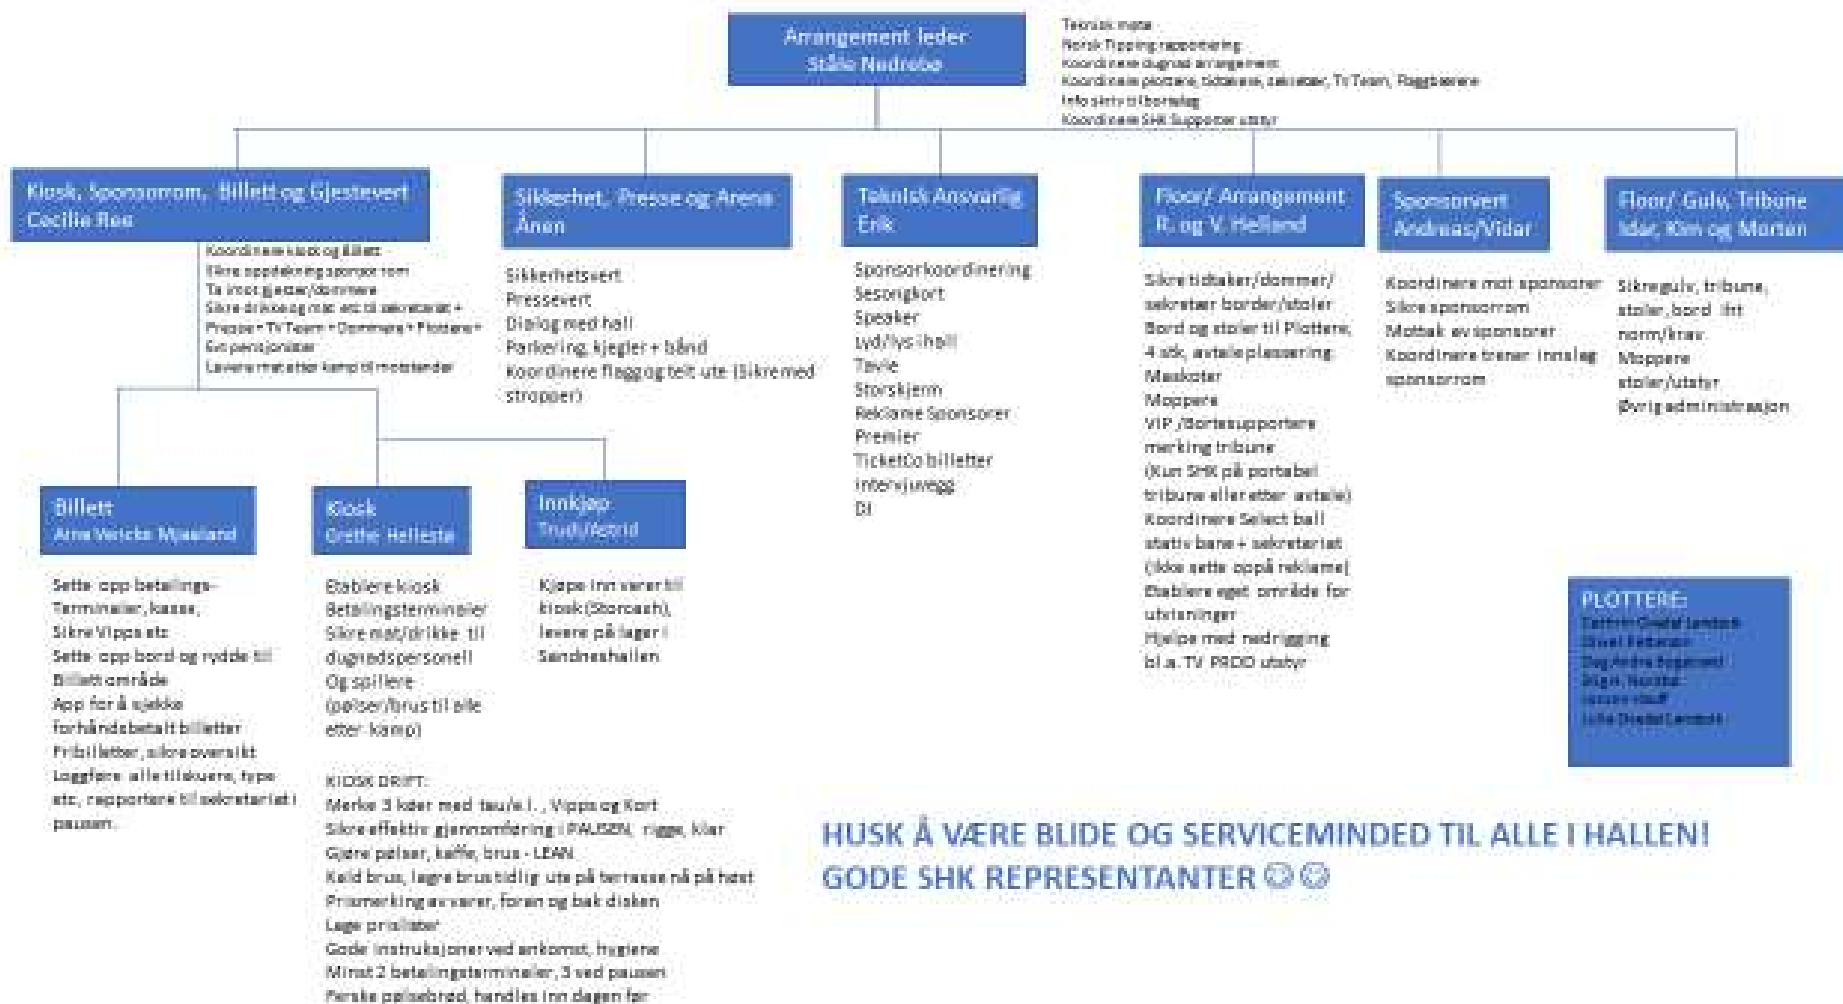 Arrangement leder
Ståle Nedrebø
Teknisk møte
Norsk Tipping rapportering
Koordinere dugnad arrangement
Koordinere plottere, tidtakere, sekretær, TV Team, Flaggbærere
Info skriv til bortelag
Koordinere SHK Supporter utstyr
Kiosk, Sponsorrom, Billett og Gjestevert
Cecilie Ree
Koordinere kiosk og Billett
Sikre oppdekning sponsor rom
Ta imot gjester/dommere
Sikre drikke og mat etc til sekretariat +
Presse + TV Team + Dommere + Plottere +
Evt pensjonister
Levere mat etter kamp til motstander
Sikkerhet, Presse og Arena
Ånen
Sikkerhetsvert
Pressevert
Dialog med hall
Parkering, kjegler + bånd
Koordinere flagg og telt ute (Sikre med
stropper)
Teknisk Ansvarlig
Erik
Sponsorkoordinering
Sesongkort
Speaker
Lyd/lys i hall
Tavle
Storskjerm
Reklame Sponsorer
Premier
TicketCo billetter
Intervjuvegg
DJ
Floor/ Arrangement
R. og V. Helland
Sikre tidtaker/dommer/
sekretær border/stoler
Bord og stoler til Plottere,
4 stk, avtale plassering
Maskoter
Moppere
VIP /Bortesupportere
merking tribune
(Kun SHK på portabel
tribune eller etter avtale)
Koordinere Select ball
stativ bane + sekretariat
(ikke sette oppå reklame)
Etablere eget område for
utvisninger
Hjelpe med nedrigging
bl.a. TV PROD utstyr
Sponsorvert
Andreas/Vidar
Koordinere mot sponsorer
Sikre sponsorrom
Mottak av sponsorer
Koordinere trener innslag
sponsorrom
Floor/ Gulv, Tribune
Idar, Kim og Morten
Sikre gulv, tribune,
stoler, bord iht
norm/krav
Moppere
stoler/utstyr
Øvrig administrasjon
Billett
Mjaaland
Sette opp betalings-
Terminaler, kasse,
Sikre Vipps etc
Sette opp bord og rydde til
Billett område
App for å sjekke
forhåndsbetalt billetter
Fribilletter, sikre oversikt
Loggføre alle tilskuere, type
etc, rapportere til sekretariat i
pausen.
Kiosk
Grethe Hellestø
Etablere kiosk
Betalingsterminaler
Sikre mat/drikke til
dugnadspersonell
Og spillere
(pølser/brus til alle
etter kamp)
KIOSK DRIFT:
Merke 3 køer med tau/e.l. , Vipps og Kort
Sikre effektiv gjennomføring i PAUSEN, rigge, klar
Gjøre pølser, kaffe, brus - LEAN
Kald brus, lagre brus tidlig ute på terrasse nå på høst
Prismerking av varer, foran og bak disken
Lage prislister
Gode instruksjoner ved ankomst, hygiene
Minst 2 betalingsterminaler, 3 ved pausen
Ferske pølsebrød, handles inn dagen før
Innkjøp
Trudi/Astrid
Kjøpe inn varer til
kiosk (Storcash),
levere på lager i
Sandneshallen
PLOTTERE:
HUSK Å VÆRE BLIDE OG SERVICEMINDED TIL ALLE I HALLEN!
GODE SHK REPRESENTANTER ☺☺